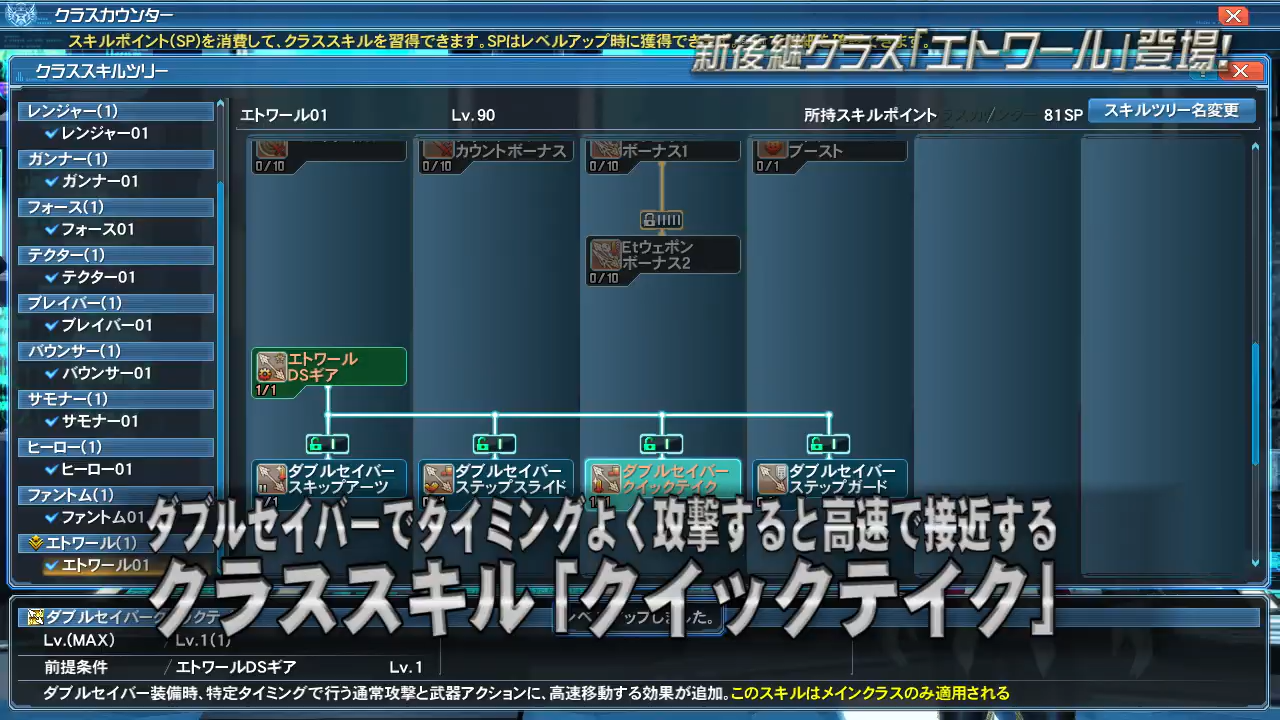 クラスカウンター
スキルポイント(SP)を消費して、クラススキルを習得できます。SPはレベルアップ時に獲得でき
できます。
新後継クラス「エトワール」登場!
クラススキルツリー
レンジャー(1)
レンジャー01
ガンナー(1)
ガンナー01
フォース(1)
フォース01
テクター(1)
テクター01
ブレイバー(1)
ブレイバー01
バウンサー(1)
バウンサー01
サモナー(1)
サモナー01
ヒーロー(1)
ヒーロー01
ファントム(1)
ファントム01
エトワール(1)
エトワール01
エトワール01 Lv.90 所持スキルポイント 81SP スキルツリー名変更
0/10
カウントボーナス
0/10
ボーナス1
0/10
ブースト
0/1
Etウェポン
ボーナス2
0/10
エトワール
DSギア
1/1
ダブルセイバー
スキップアーツ
ダブルセイバー
ステップスライド
ダブルセイバー
クイックテイク
ダブルセイバー
ステップガード
ダブルセイバーでタイミングよく攻撃すると高速で接近する
クラススキル「クイックテイク」
ダブルセイバーク
ップしました。
Lv.(MAX) / Lv.1(1)
前提条件 / エトワールDSギア Lv.1
ダブルセイバー装備時、特定タイミングで行う通常攻撃と武器アクションに、高速移動する効果が追加。このスキルはメインクラスのみ適用される